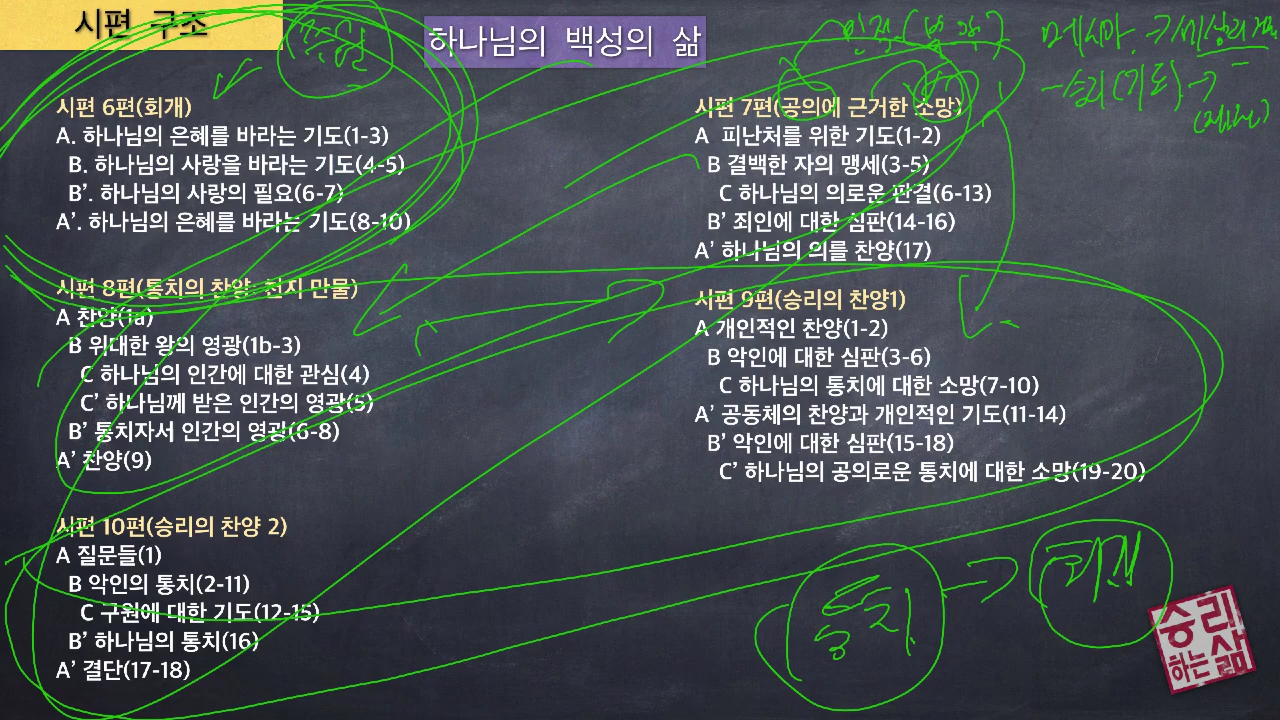 시편 구조
하나님의 백성의 삶
시편 6편(회개)
A. 하나님의 은혜를 바라는 기도(1-3)
B. 하나님의 사랑을 바라는 기도(4-5)
B’. 하나님의 사랑의 필요(6-7)
A’. 하나님의 은혜를 바라는 기도(8-10)
시편 7편(공의에 근거한 소망)
A 피난처를 위한 기도(1-2)
B 결백한 자의 맹세(3-5)
C 하나님의 의로운 판결(6-13)
B’ 죄인에 대한 심판(14-16)
A’ 하나님의 의를 찬양(17)
시편 8편(통치의 찬양: 천지 만물)
A 찬양(1a)
B 위대한 왕의 영광(1b-3)
C 하나님의 인간에 대한 관심(4)
C’ 하나님께 받은 인간의 영광(5)
B’ 통치자서 인간의 영광(6-8)
A’ 찬양(9)
시편 9편(승리의 찬양1)
A 개인적인 찬양(1-2)
B 악인에 대한 심판(3-6)
C 하나님의 통치에 대한 소망(7-10)
A’ 공동체의 찬양과 개인적인 기도(11-14)
B’ 악인에 대한 심판(15-18)
C’ 하나님의 공의로운 통치에 대한 소망(19-20)
시편 10편(승리의 찬양 2)
A 질문들(1)
B 악인의 통치(2-11)
C 구원에 대한 기도(12-15)
B’ 하나님의 통치(16)
A’ 결단(17-18)
통치
승리
하는 삶